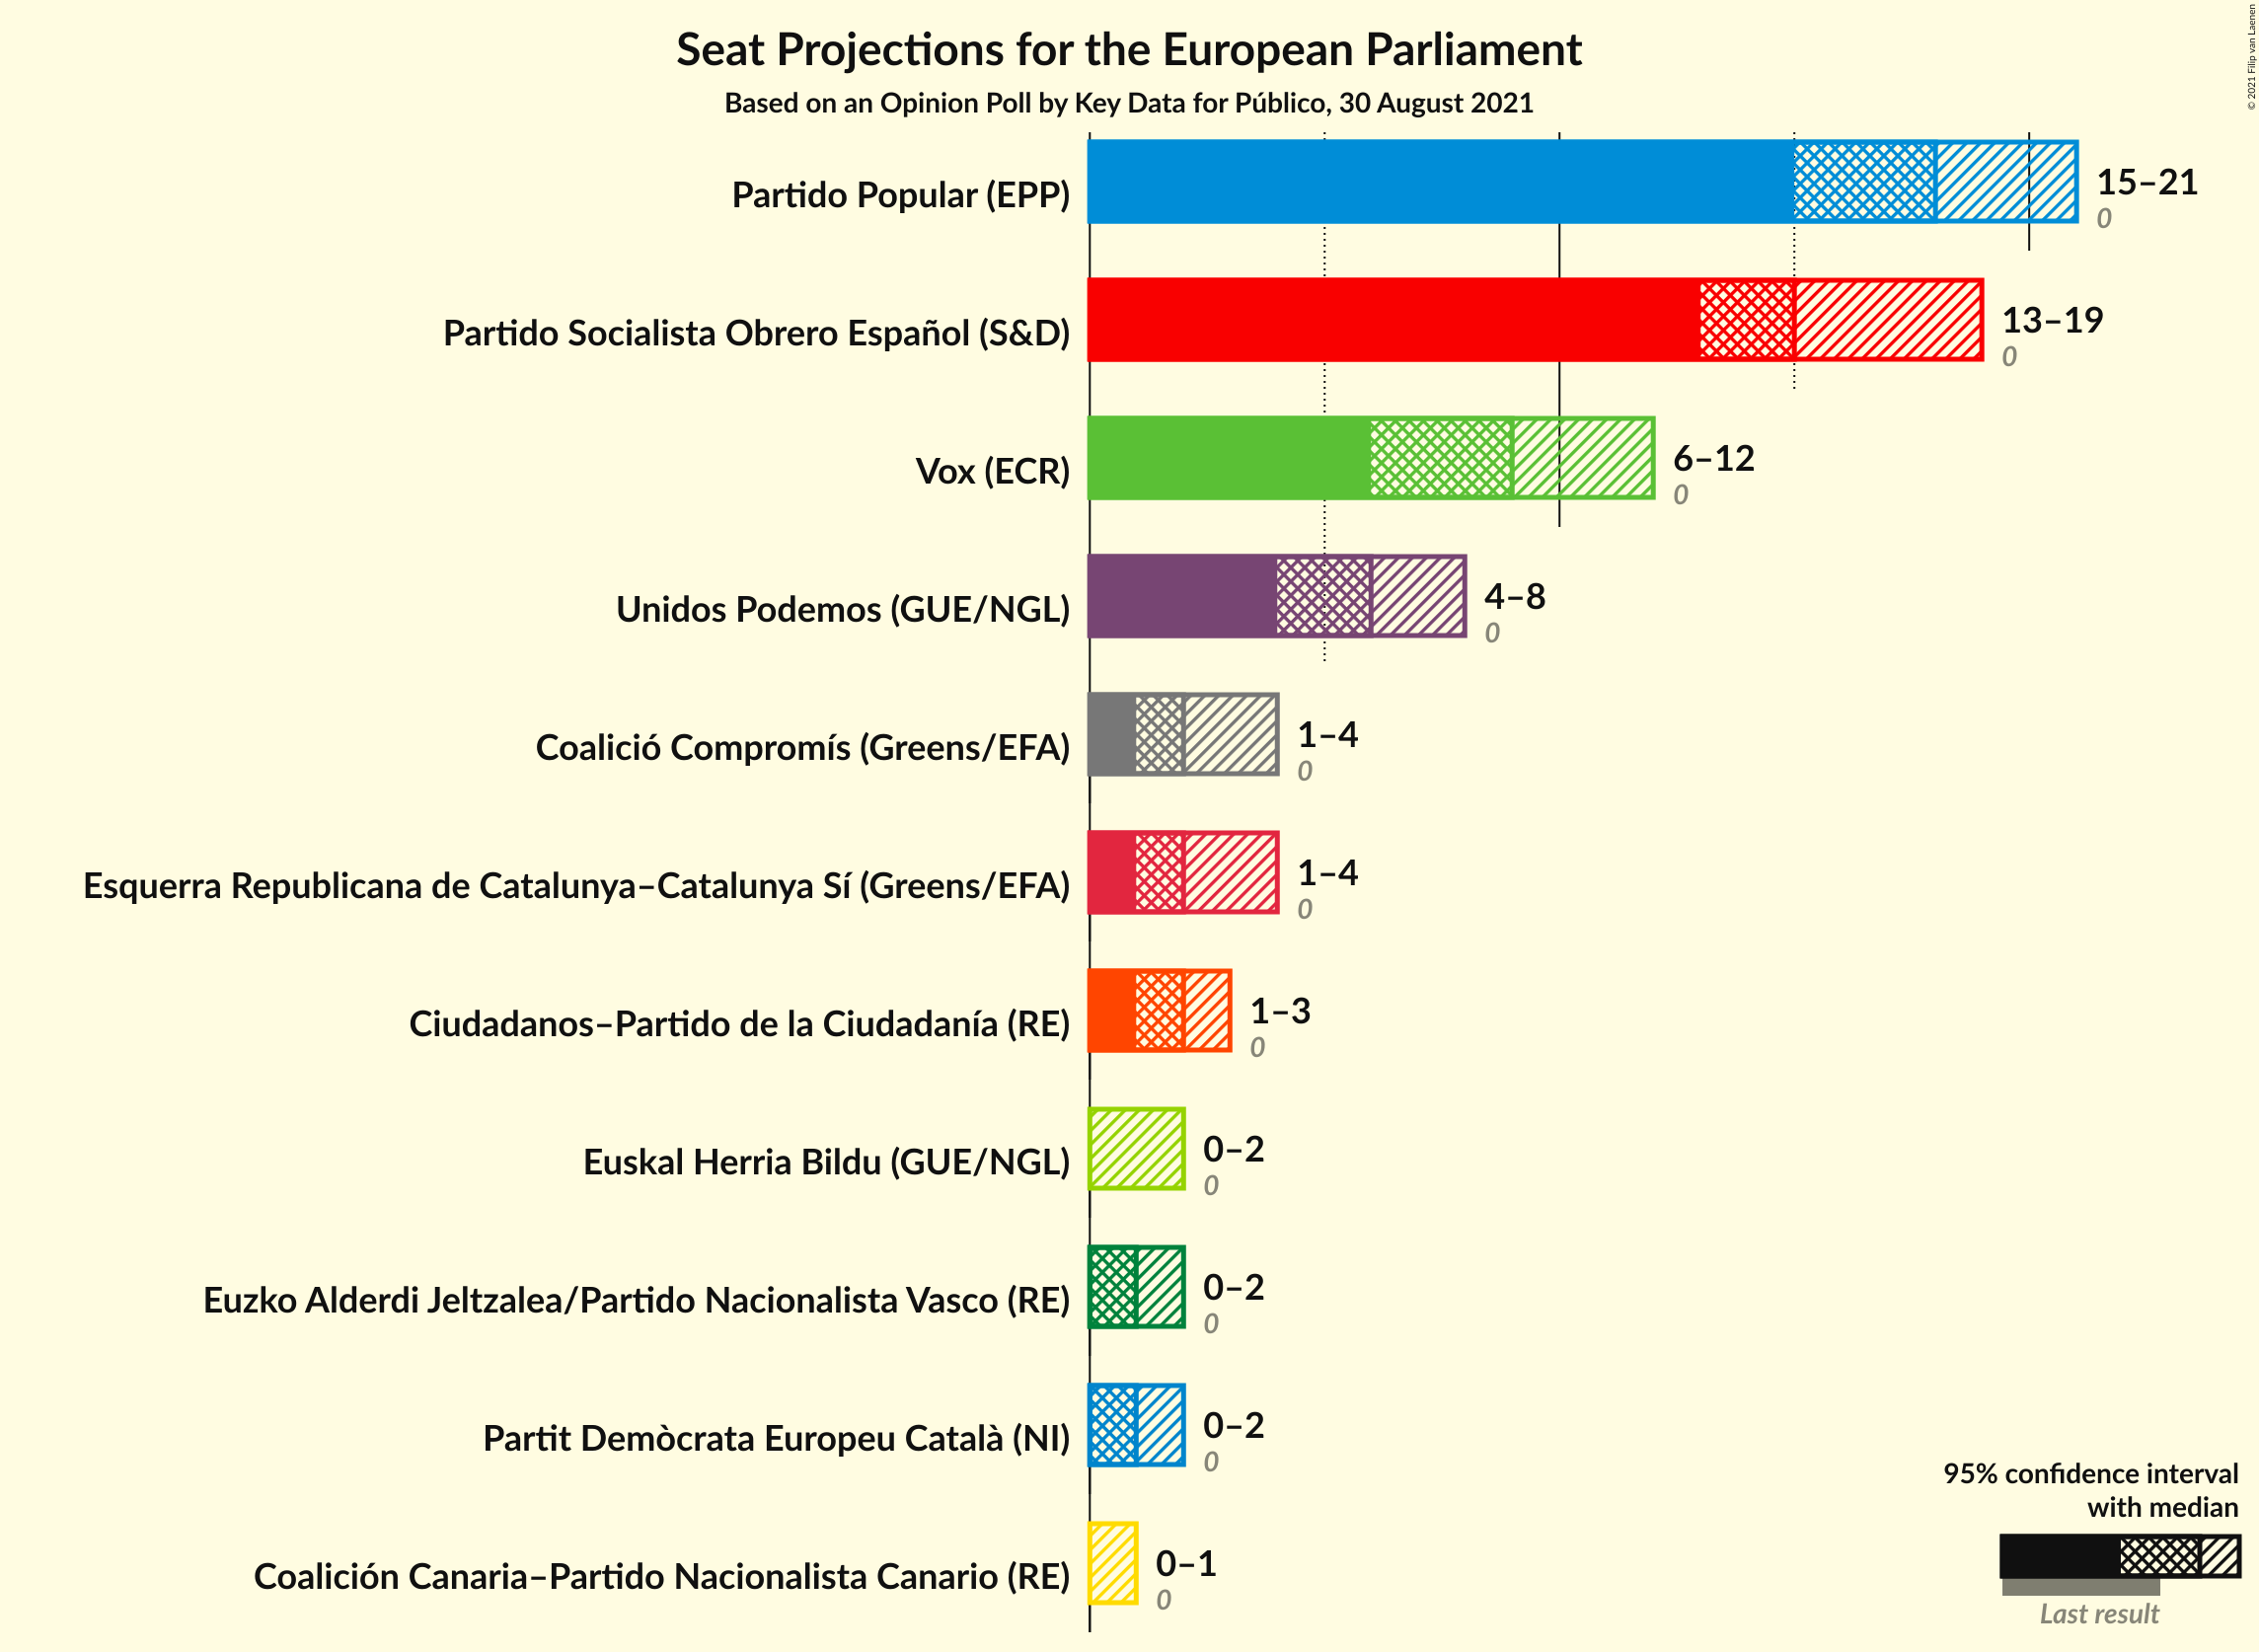 Seat Projections for the European Parliament
Based on an Opinion Poll by Key Data for Público, 30 August 2021
© 2021 Filip van Laenen
Partido Popular (EPP)
15–21
0
Partido Socialista Obrero Español (S&D)
13–19
0
Vox (ECR)
6–12
0
Unidos Podemos (GUE/NGL)
4–8
0
Coalició Compromís (Greens/EFA)
1–4
0
Esquerra Republicana de Catalunya–Catalunya Sí (Greens/EFA)
1–4
0
Ciudadanos–Partido de la Ciudadanía (RE)
1–3
0
Euskal Herria Bildu (GUE/NGL)
0–2
0
Euzko Alderdi Jeltzalea/Partido Nacionalista Vasco (RE)
0–2
0
Partit Demòcrata Europeu Català (NI)
0–2
0
Coalición Canaria–Partido Nacionalista Canario (RE)
0–1
0
95% confidence interval
with median
Last result